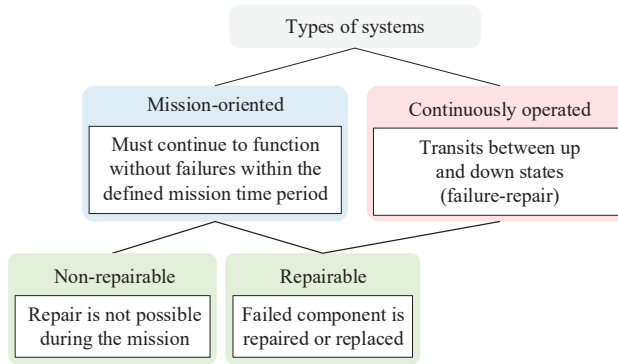 Types of systems
Mission-oriented
Must continue to function
without failures within the
defined mission time period
Continuously operated
Transits between up
and down states
(failure-repair)
Non-repairable
Repair is not possible
during the mission
Repairable
Failed component is
repaired or replaced